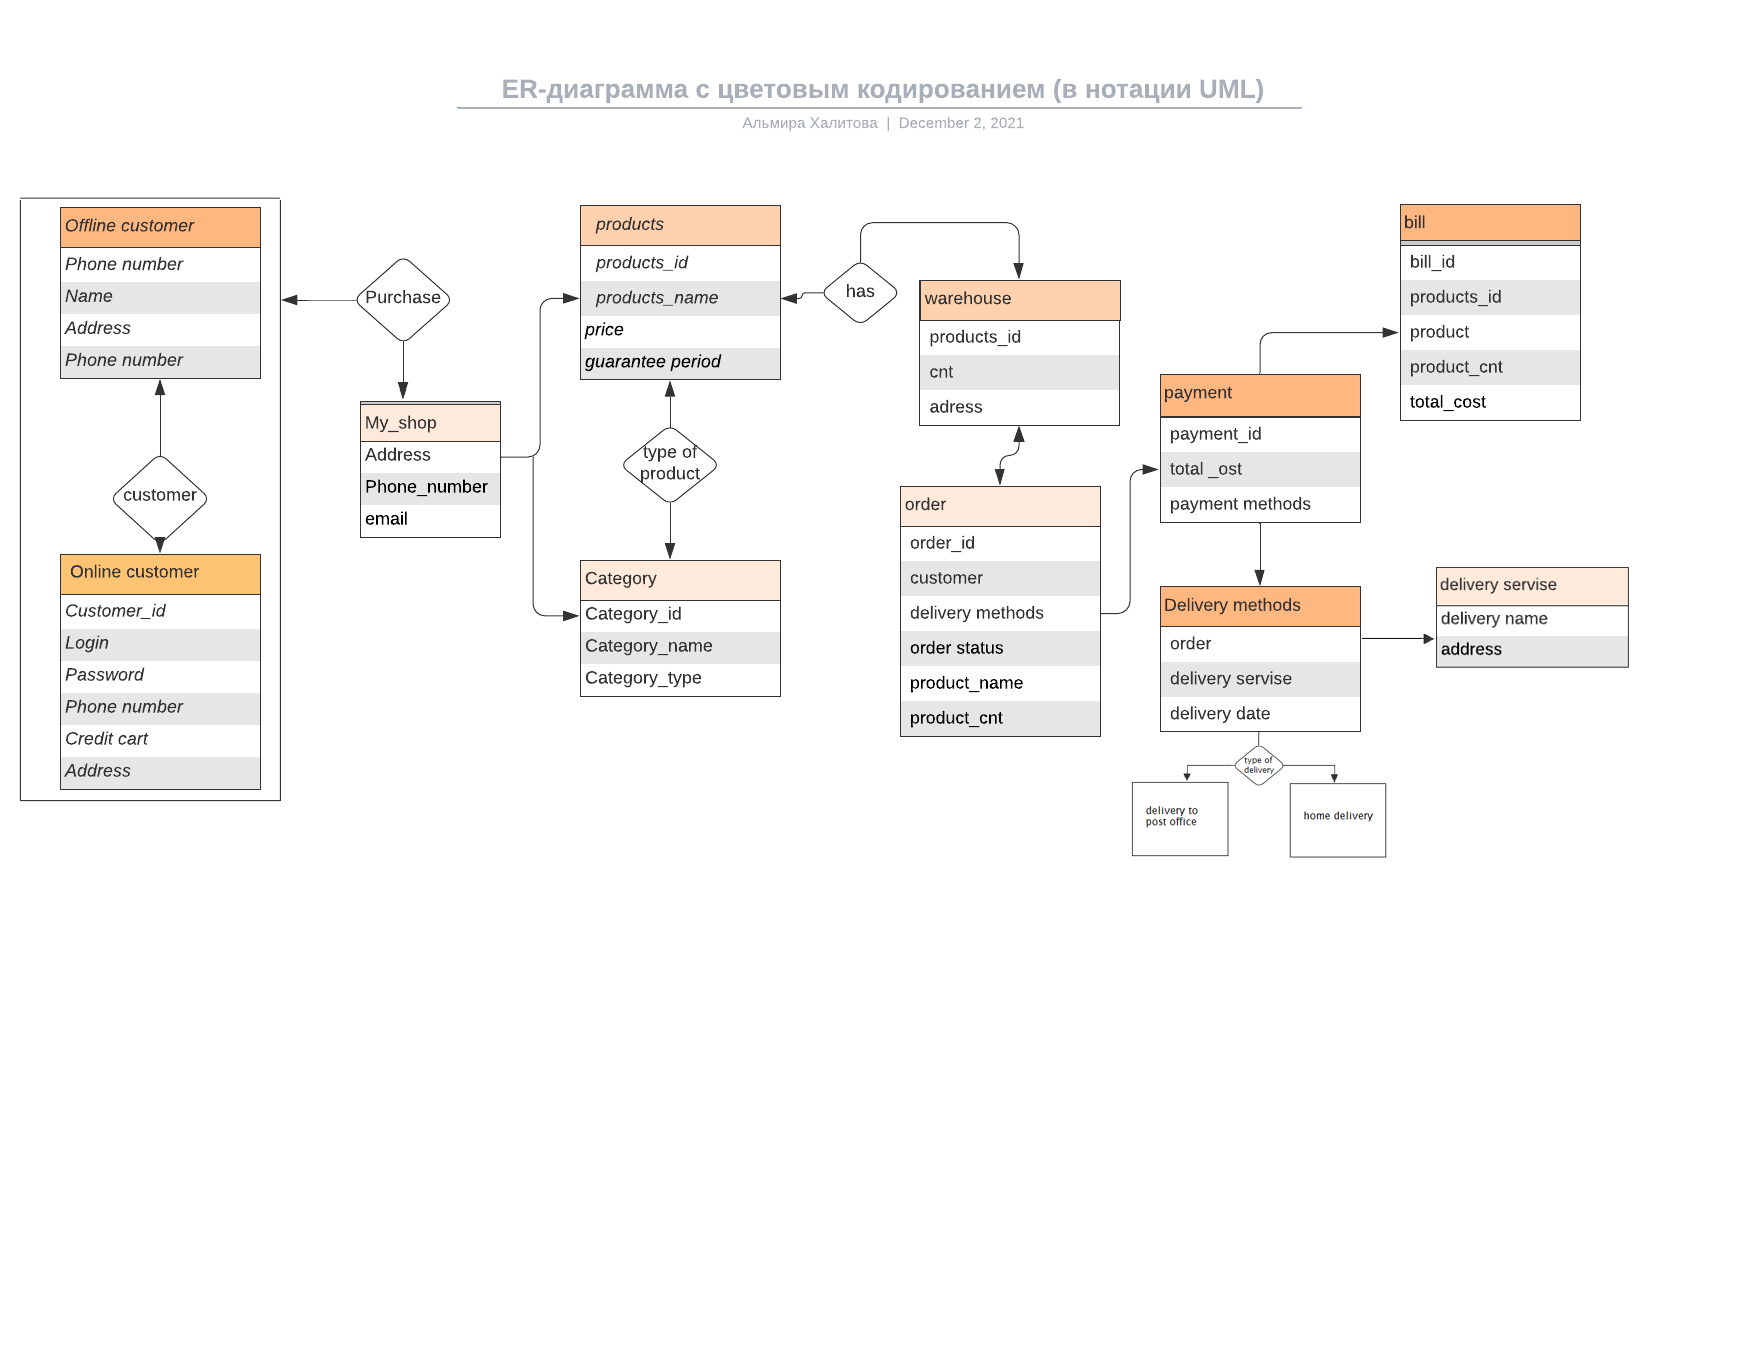 ER-диаграмма с цветовым кодированием (в нотации UML)
Альмира Халитова | December 2, 2021
Offline customer
Phone number
Name
Address
Phone number
customer
Online customer
Customer_id
Login
Password
Phone number
Credit cart
Address
Purchase
My_shop
Address
Phone_number
email
products
products_id
products_name
price
guarantee period
type of
product
Category
Category_id
Category_name
Category_type
has
warehouse
products_id
cnt
adress
order
order_id
customer
delivery methods
order status
product_name
product_cnt
payment
payment_id
total _ost
payment methods
bill
bill_id
products_id
product
product_cnt
total_cost
Delivery methods
order
delivery servise
delivery date
delivery servise
delivery name
address
type of
delivery
delivery to
post office
home delivery